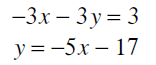 −3x − 3y = 3
y = −5x − 17